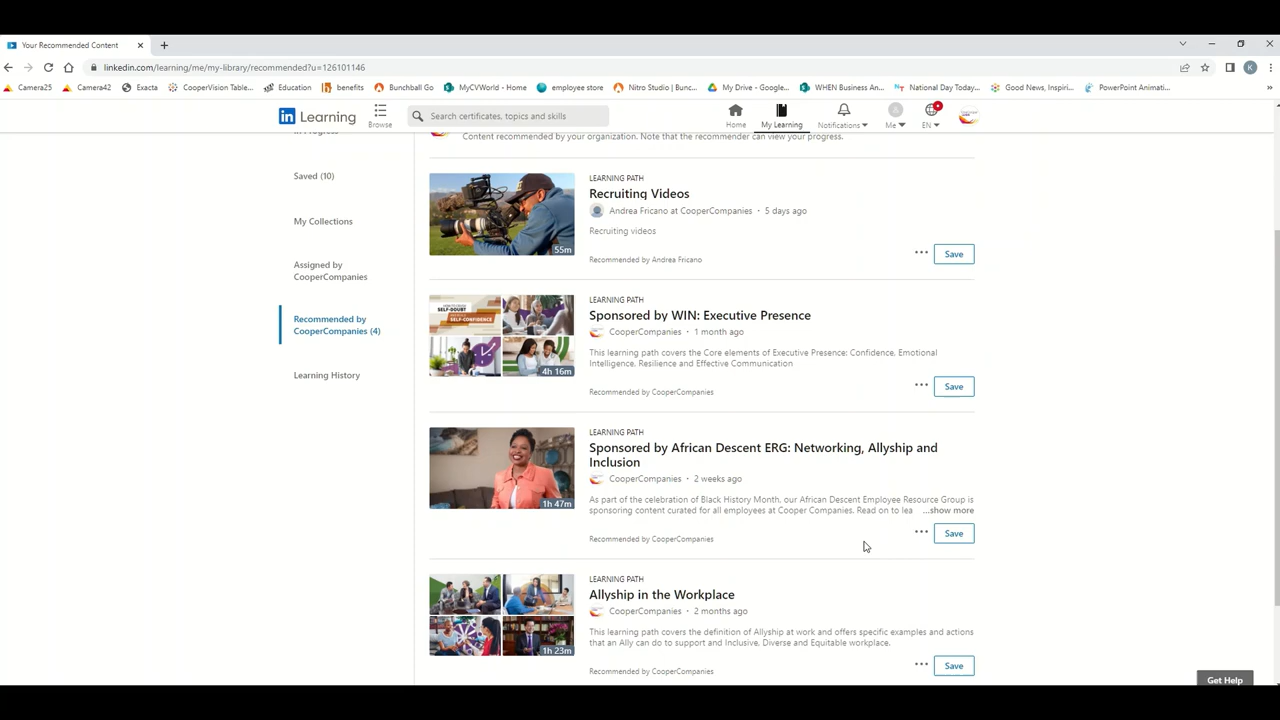 Your Recommended Content
linkedin.com/learning/me/my-library/recommended?u=126101146
Camera25
Camera42
Exacta
CooperVision Table...
Education
benefits
Bunchball Go
MyCVWorld - Home
employee store
Nitro Studio | Bunc...
My Drive - Google...
WHEN Business An...
National Day Today...
Good News, Inspiri...
PowerPoint Animati...
K
in Learning
Browse
Search certificates, topics and skills
Home
My Learning
Notifications
Me
EN
In Progress
Saved (10)
My Collections
Assigned by
CooperCompanies
Recommended by
CooperCompanies (4)
Learning History
Content recommended by your organization. Note that the recommender can view your progress.
55m
LEARNING PATH
Recruiting Videos
Andrea Fricano at CooperCompanies · 5 days ago
Recruiting videos
Recommended by Andrea Fricano
Save
SELF-DOUBT
SELF-CONFIDENCE
4h 16m
LEARNING PATH
Sponsored by WIN: Executive Presence
CooperCompanies · 1 month ago
This learning path covers the Core elements of Executive Presence: Confidence, Emotional
Intelligence, Resilience and Effective Communication
Recommended by CooperCompanies
Save
1h 47m
LEARNING PATH
Sponsored by African Descent ERG: Networking, Allyship and
Inclusion
CooperCompanies · 2 weeks ago
As part of the celebration of Black History Month, our African Descent Employee Resource Group is
sponsoring content curated for all employees at Cooper Companies. Read on to lea ...show more
Recommended by CooperCompanies
Save
1h 23m
LEARNING PATH
Allyship in the Workplace
CooperCompanies · 2 months ago
This learning path covers the definition of Allyship at work and offers specific examples and actions
that an Ally can do to support and Inclusive, Diverse and Equitable workplace.
Recommended by CooperCompanies
Save
Get Help